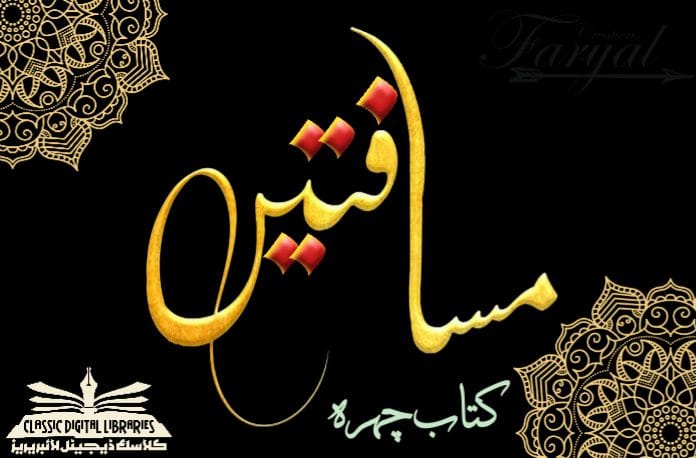 Creations
Faryal
مسافتیں
کتاب چہرہ
CLASSIC DIGITAL LIBRARIES
کلاسک ڈیجیٹل لائبریریز